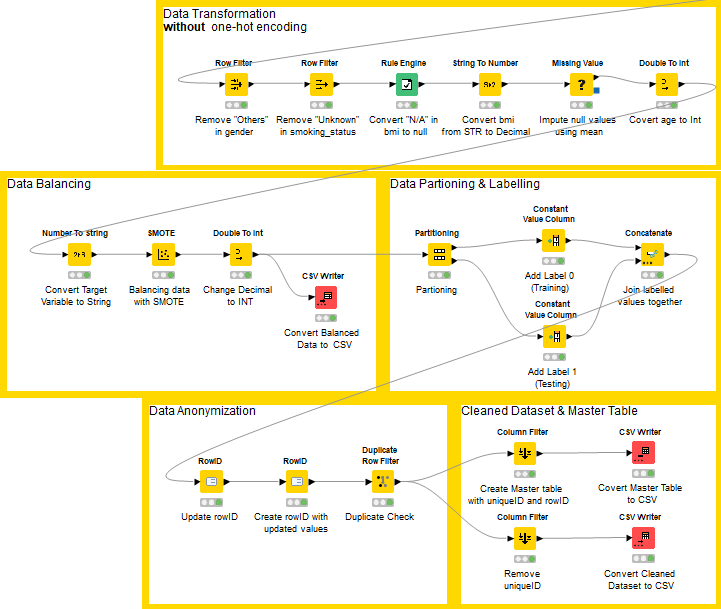 Data Transformation
without one-hot encoding
Row Filter
Remove "Others"
in gender
Row Filter
Remove "Unknown"
in smoking_status
Rule Engine
Convert "N/A" in
bmi to null
String To Number
Convert bmi
from STR to Decimal
Missing Value
?
Impute null values
using mean
Double To Int
Covert age to Int
Data Balancing
Number To String
Convert Target
Variable to String
SMOTE
Balancing data
with SMOTE
Double To Int
Change Decimal
to INT
CSV Writer
Convert Balanced
Data to CSV
Data Partioning & Labelling
Partitioning
Partioning
Constant
Value Column
Add Label 0
(Training)
Constant
Value Column
Add Label 1
(Testing)
Concatenate
Join labelled
values together
Data Anonymization
RowID
Update rowID
RowID
Create rowID with
updated values
Duplicate
Row Filter
Duplicate Check
Cleaned Dataset & Master Table
Column Filter
Create Master table
with uniqueID and rowID
CSV Writer
Covert Master Table
to CSV
Column Filter
Remove
uniqueID
CSV Writer
Convert Cleaned
Dataset to CSV